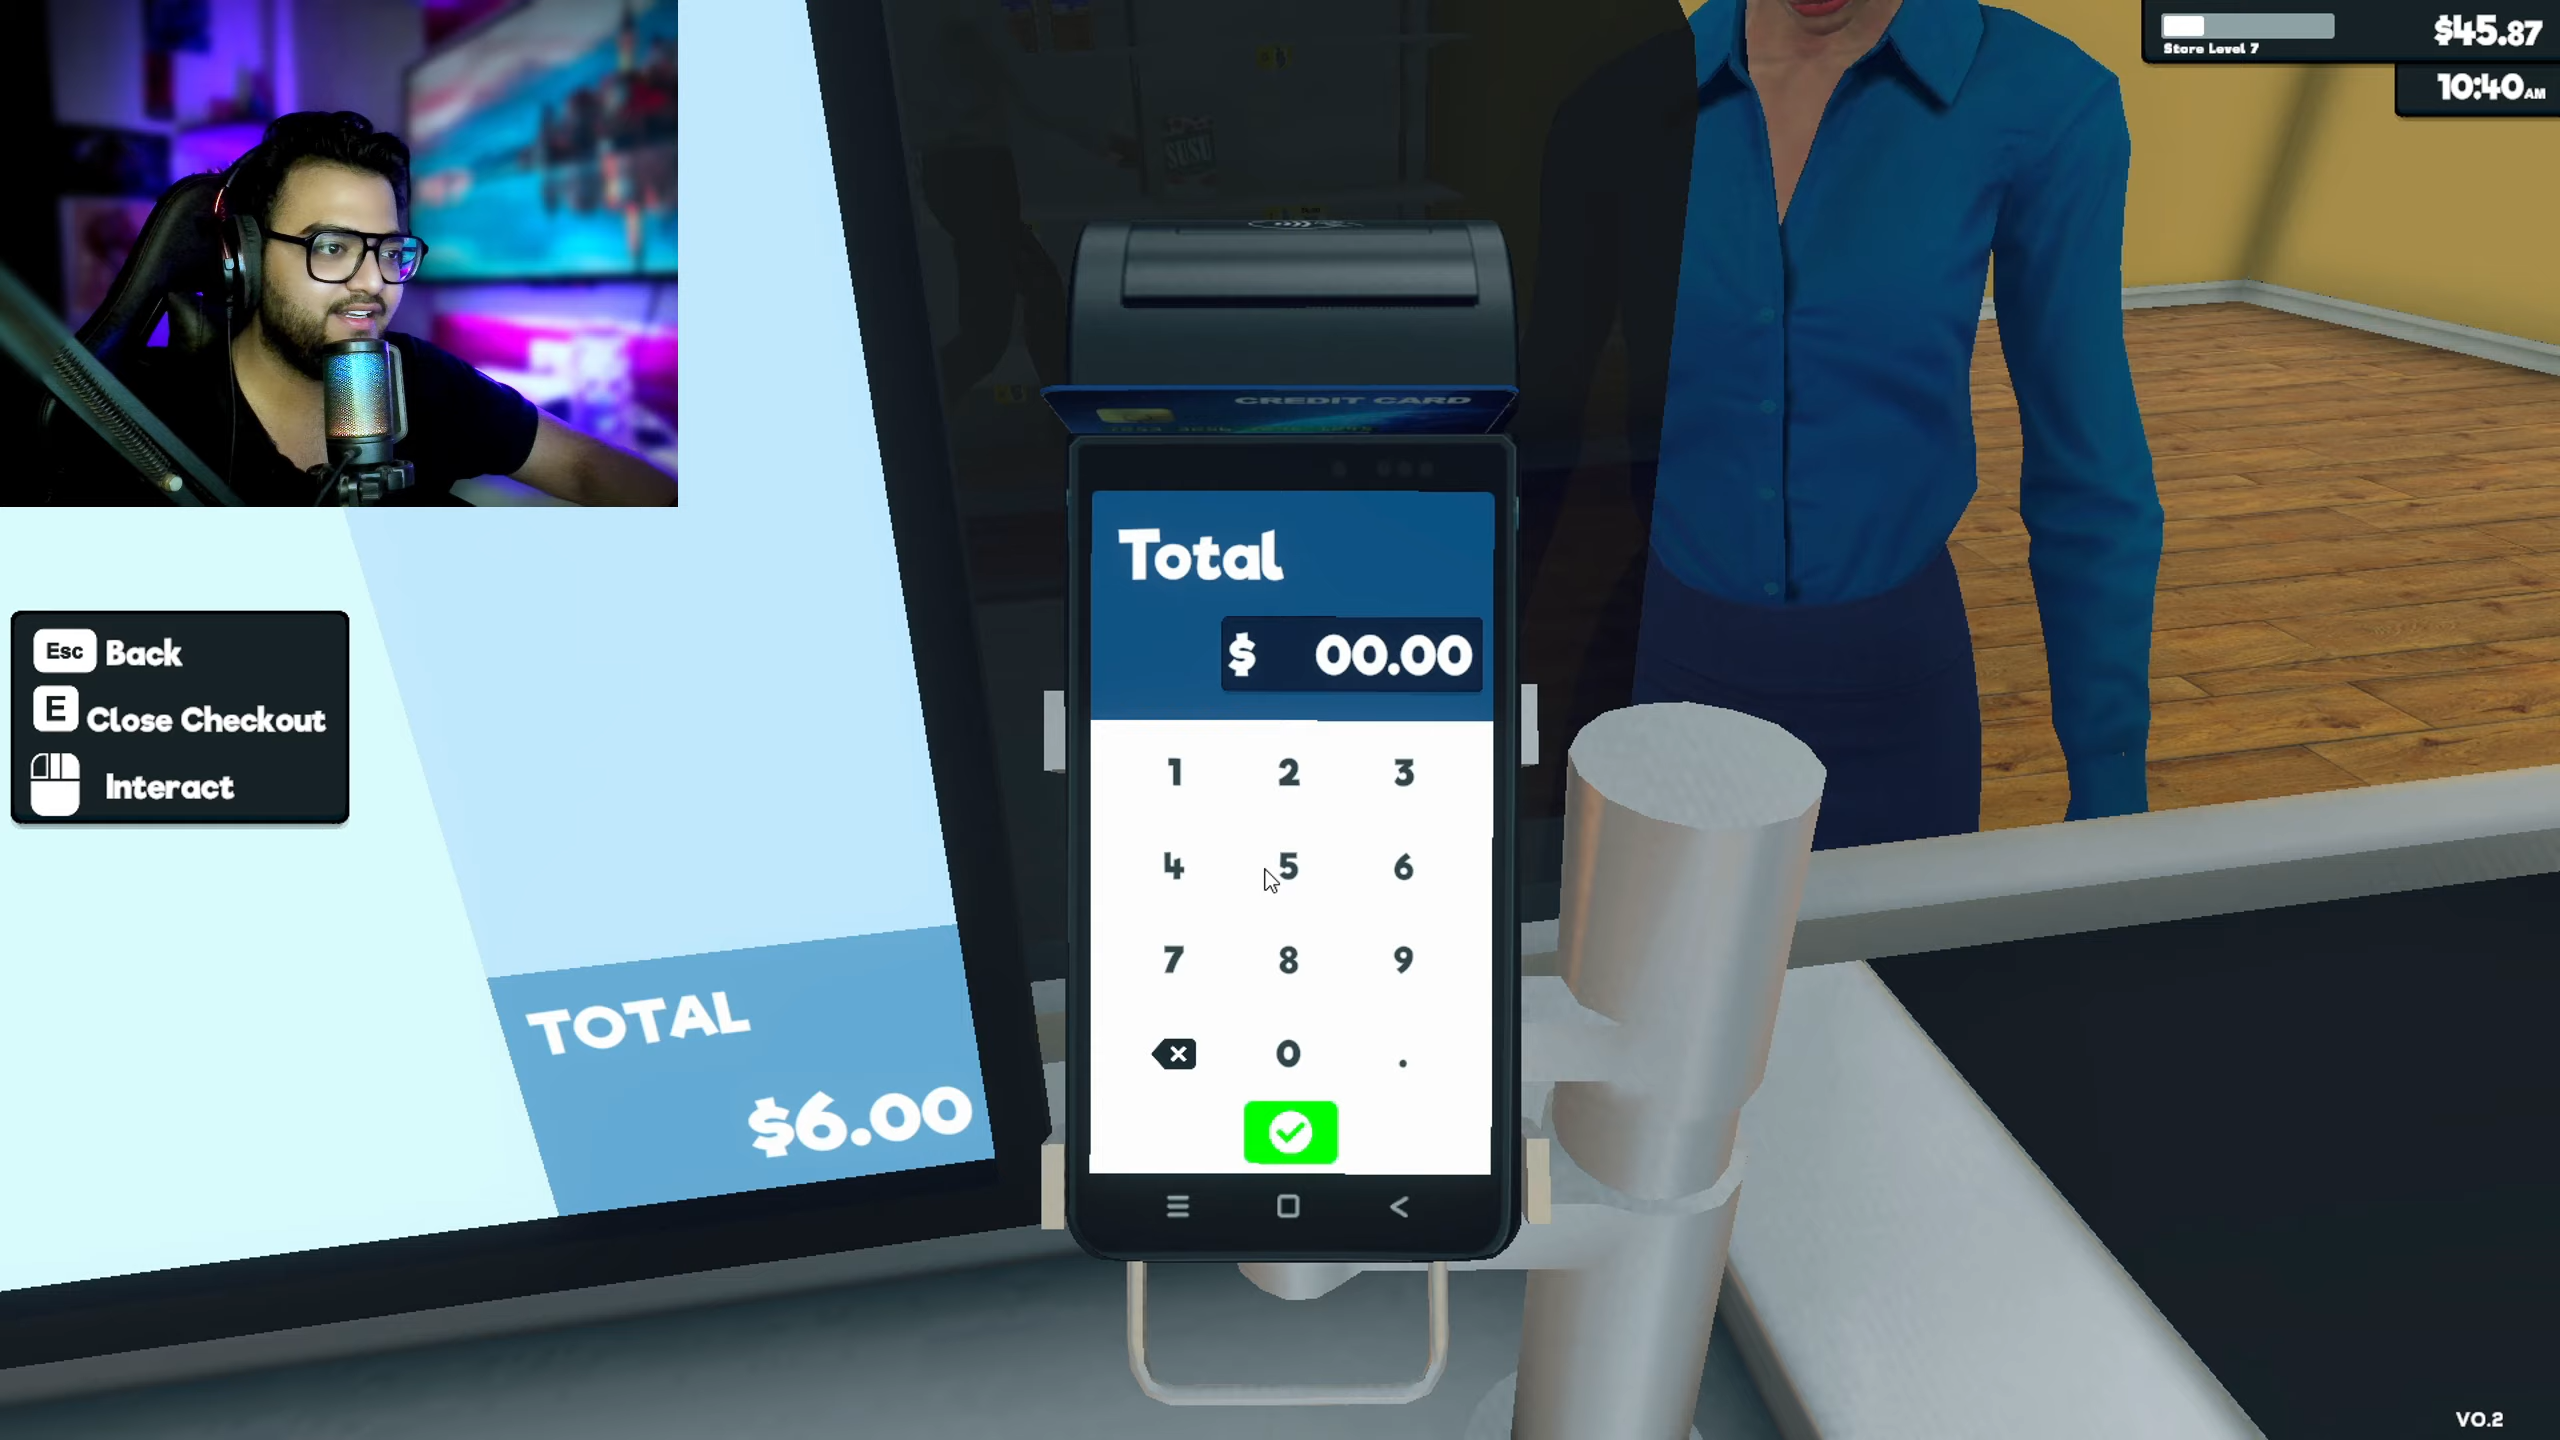 $45.87
Store Level 7
10:40AM
SUSU
CREDIT CARD
Total
$ 00.00
Esc Back
E Close Checkout
Interact
1 2 3
4 5 6
7 8 9
0 .
TOTAL
$6.00
V0.2